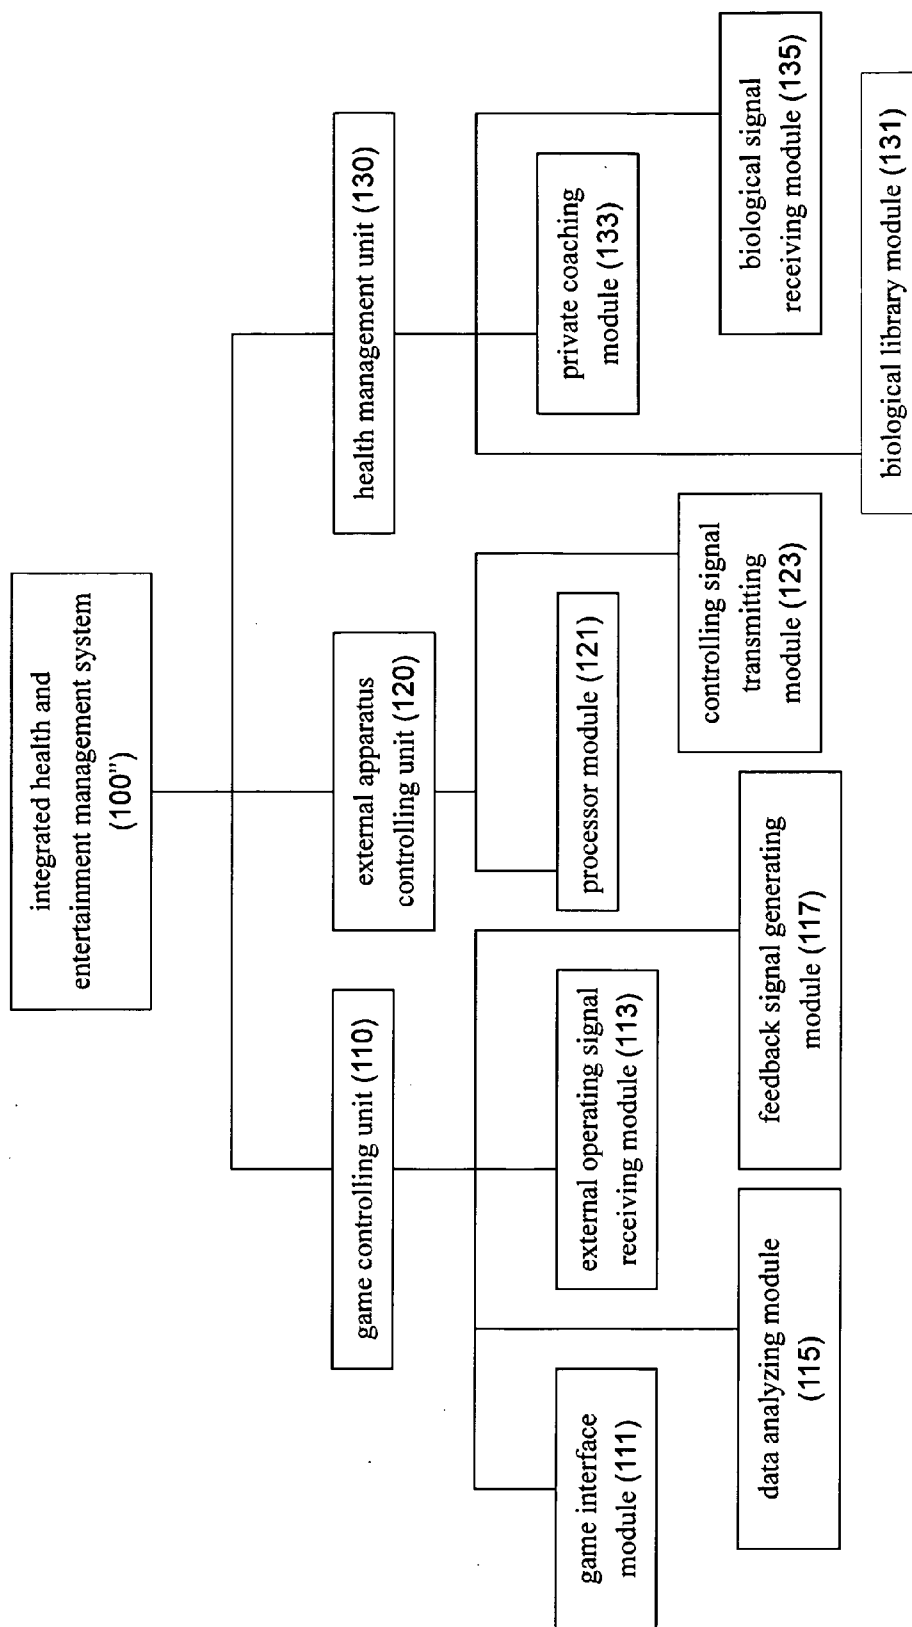 integrated health and
entertainment management system
(100")
game controlling unit (110)
external apparatus
controlling unit (120)
health management unit (130)
game interface
module (111)
external operating signal
receiving module (113)
processor module (121)
private coaching
module (133)
data analyzing module
(115)
feedback signal generating
module (117)
controlling signal
transmitting
module (123)
biological signal
receiving module (135)
biological library module (131)